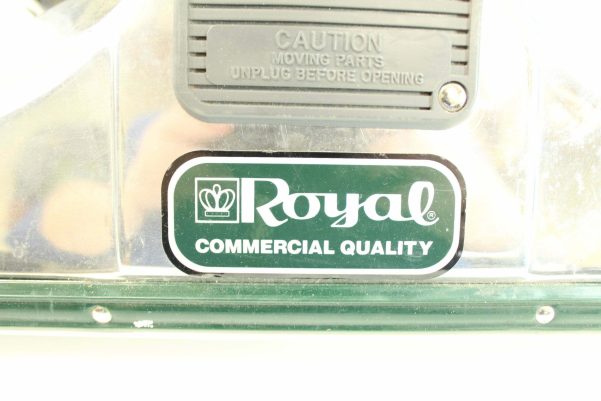 CAUTION
MOVING PARTS
UNPLUG BEFORE OPENING
Royal®
COMMERCIAL QUALITY